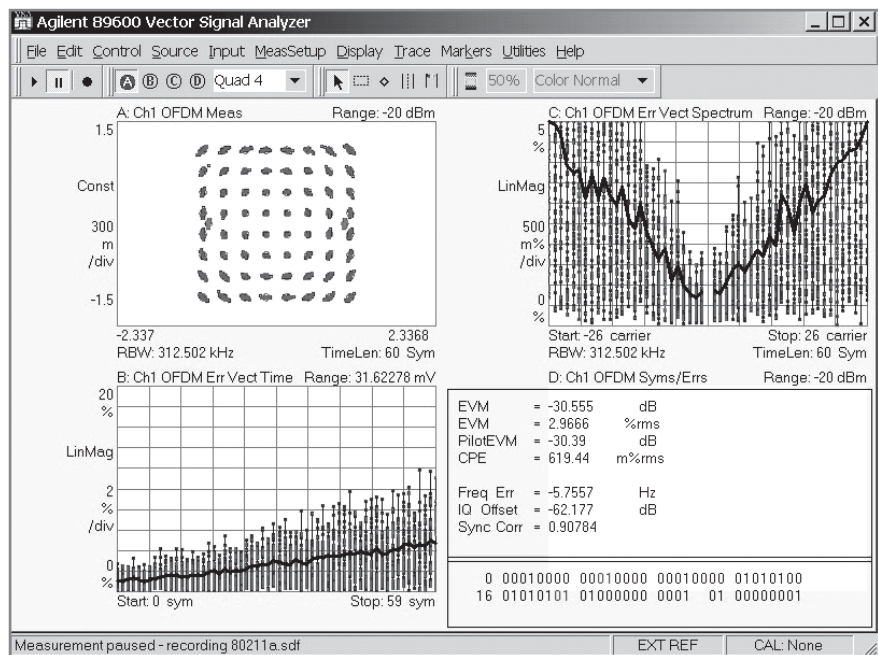 Agilent 89600 Vector Signal Analyzer
File Edit Control Source Input MeasSetup Display Trace Markers Utilities Help
A B C D Quad 4 50% Color Normal
A: Ch1 OFDM Meas Range: -20 dBm
1.5
Const
300
m
/div
-1.5
-2.337 2.3368
RBW: 312.502 kHz TimeLen: 60 Sym
C: Ch1 OFDM Err Vect Spectrum Range: -20 dBm
5
%
LinMag
500
m%
/div
0
%
Start: -26 carrier Stop: 26 carrier
RBW: 312.502 kHz TimeLen: 60 Sym
B: Ch1 OFDM Err Vect Time Range: 31.62278 mV
20
%
LinMag
2
%
/div
0
%
Start: 0 sym Stop: 59 sym
D: Ch1 OFDM Syms/Errs Range: -20 dBm
EVM = -30.555 dB
EVM = 2.9666 %rms
PilotEVM = -30.39 dB
CPE = 619.44 m%rms
Freq Err = -5.7557 Hz
IQ Offset = -62.177 dB
Sync Corr = 0.90784
0 00010000 00010000 00010000 01010100
16 01010101 01000000 0001 01 00000001
Measurement paused - recording 80211a.sdf EXT REF CAL: None